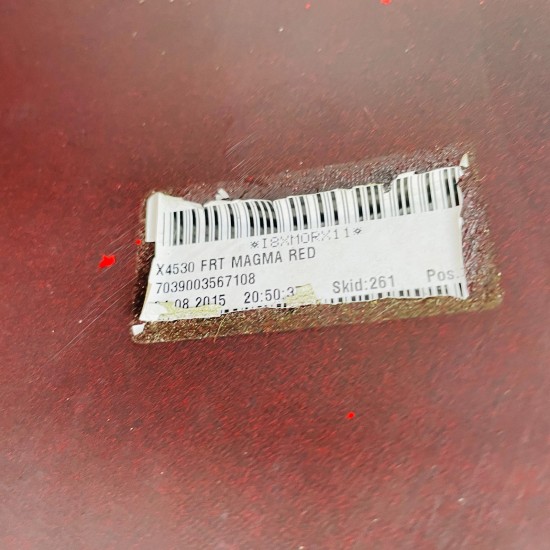 *I8XMORX11*
X4530 FRT MAGMA RED
7039003567108
08.2015 20:50:3 Skid:261 Pos.